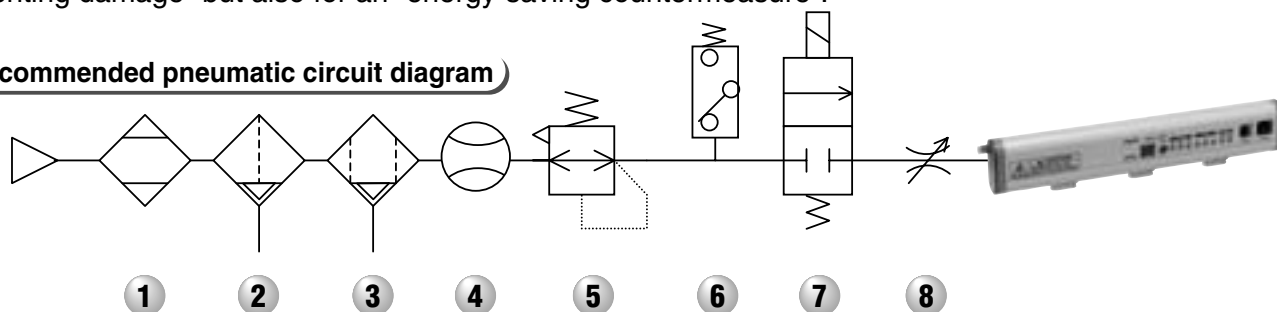 nting damage" but also for an "energy-saving countermeasure".
commended pneumatic circuit diagram
1 2 3 4 5 6 7 8